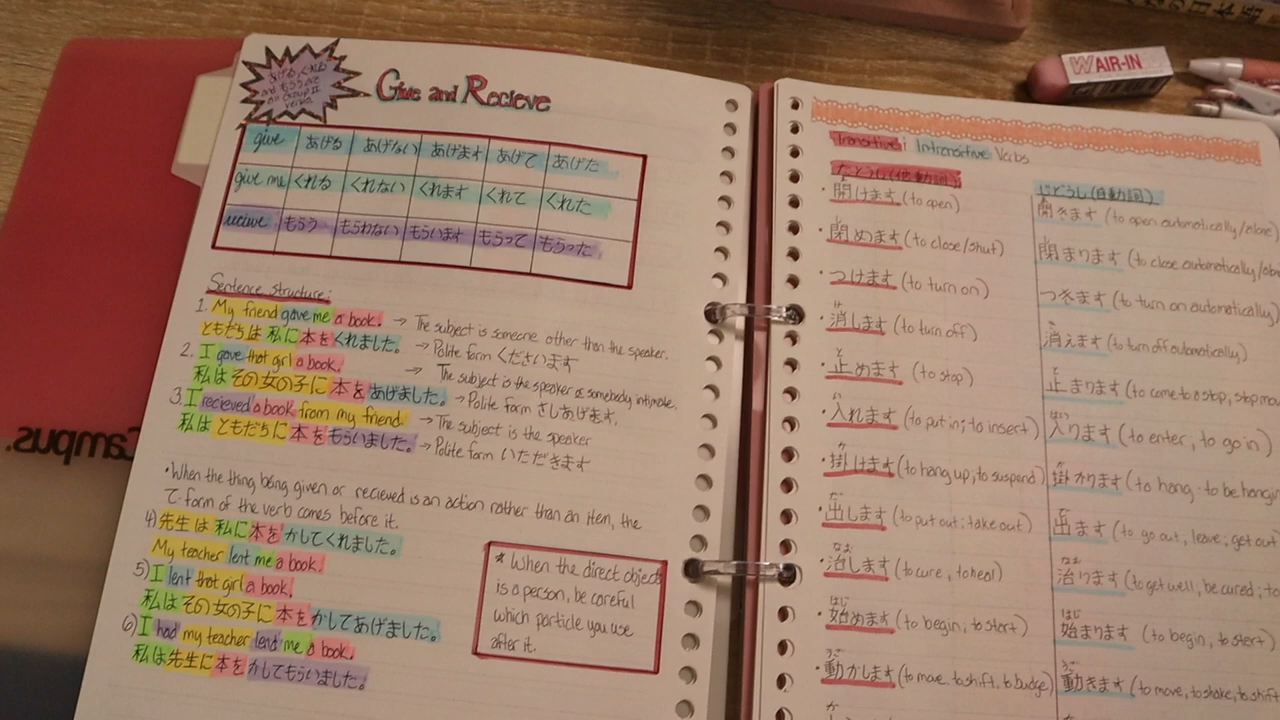 あげる、くれる
and もらう are
all Group II
verbs.
Give and Recieve
give あげる あげない あげます あげて あげた
give me くれる くれない くれます くれて くれた
recieve もらう もらわない もらいます もらって もらった
Sentence structure:
1. My friend gave me a book. → The subject is someone other than the speaker.
ともだちは 私に 本を くれました。 → Polite form くださいます
2. I gave that girl a book. → The subject is the speaker or somebody intimate.
私は その女の子に 本を あげました。 → Polite form さしあげます。
3. I recieved a book from my friend. → The subject is the speaker
私は ともだちに 本を もらいました。 → Polite form いただきます
・When the thing being given or recieved is an action rather than an item, the
て-form of the verb comes before it.
4) 先生は 私に 本を かしてくれました。
My teacher lent me a book.
5) I lent that girl a book.
私は その女の子に 本を かしてあげました。
6) I had my teacher lend me a book.
私は 先生に 本を かしてもらいました。
* When the direct object
is a person, be careful
which particle you use
after it.
Transitive; Intransitive Verbs
たどうし(他動詞)
・開けます (to open)
・閉めます (to close/shut)
・つけます (to turn on)
・消します (to turn off)
・止めます (to stop)
・入れます (to put in; to insert)
・掛けます (to hang up, to suspend)
・出します (to put out; take out)
・治します (to cure, to heal)
・始めます (to begin, to start)
・動かします (to move, to shift, to budge)
じどうし(自動詞)
開きます (to open automatically/alone)
閉まります (to close automatically/
つきます (to turn on automatically)
消えます (to turn off automatically)
止まります (to come to a stop, stop
入ります (to enter, to go in)
掛かります (to hang, to be
出ます (to go out, leave; get out
治ります (to get well, be cured; to
始まります (to begin, to start)
動きます (to move, to shake, to shift
Campus.
AIR-IN
の日本語